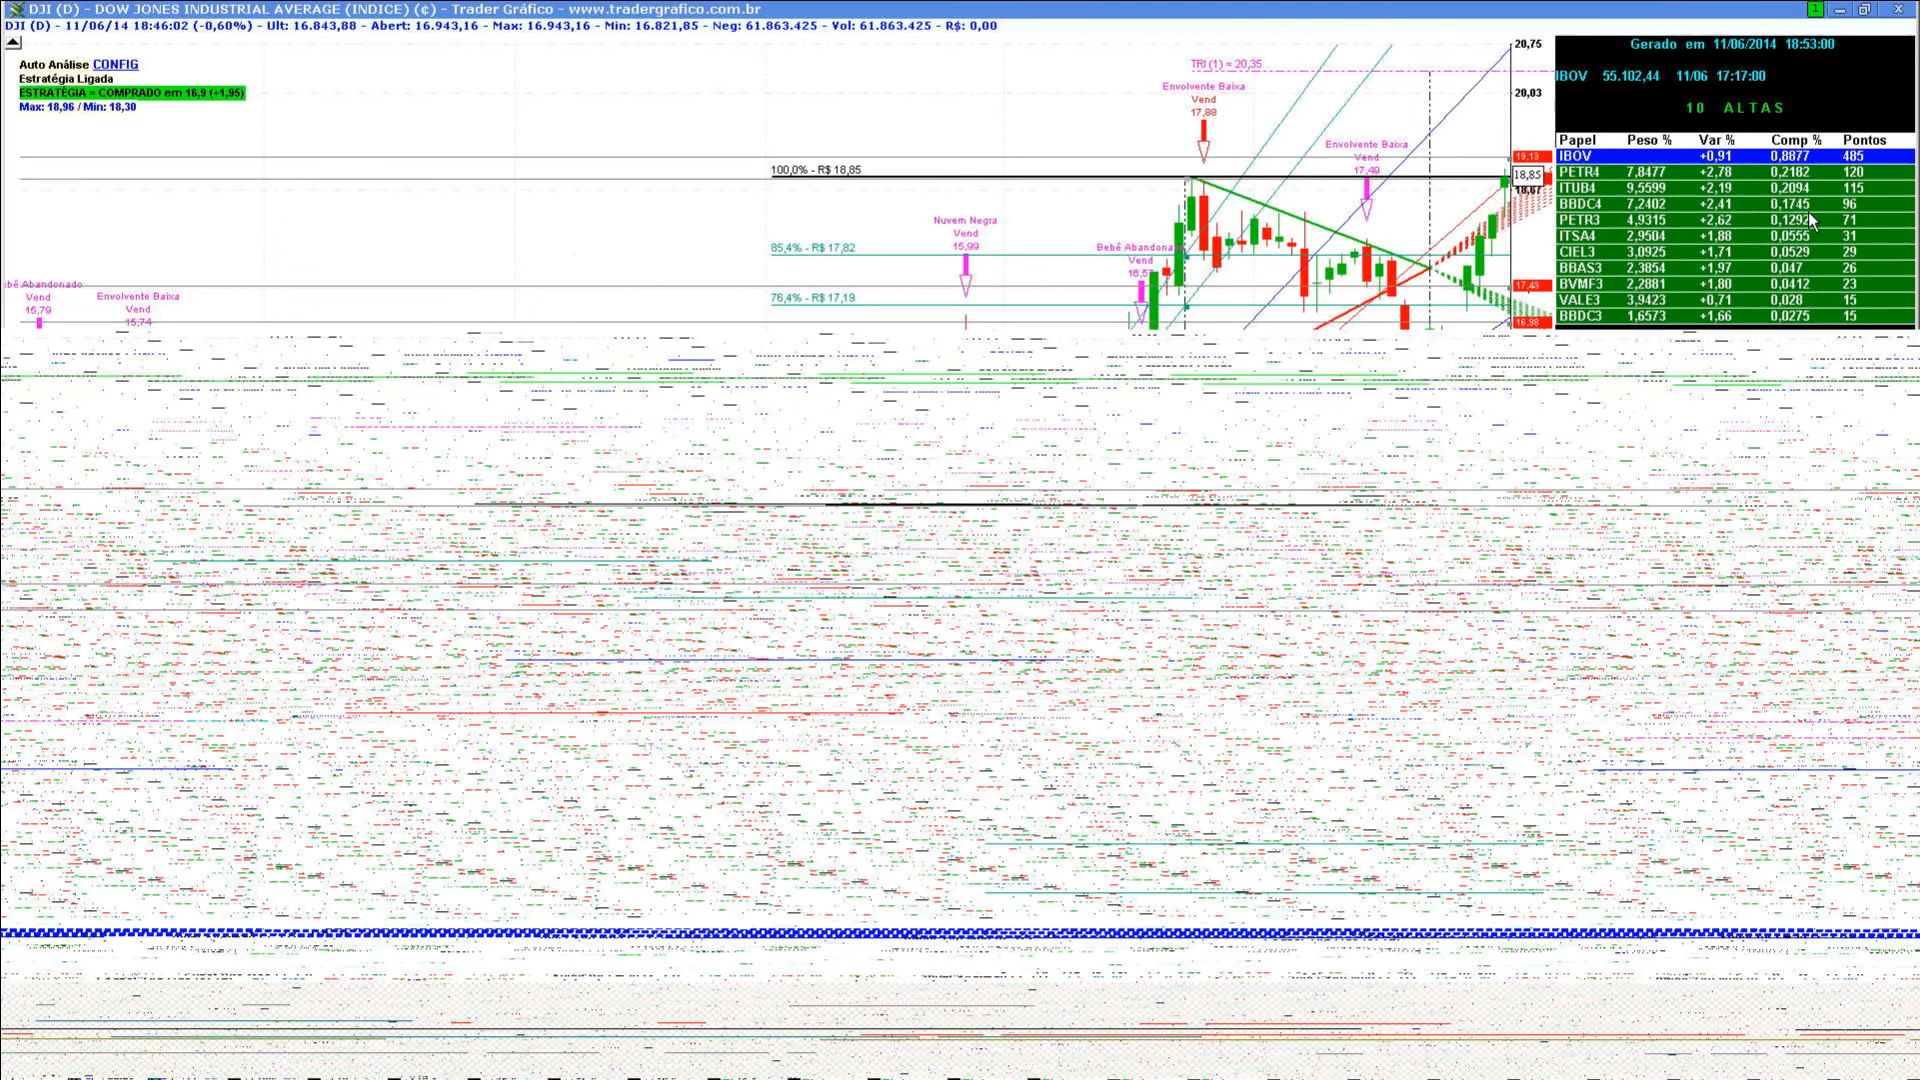 DJI (D) - DOW JONES INDUSTRIAL AVERAGE (INDICE) (¢) - Trader Gráfico - www.tradergrafico.com.br
1
DJI (D) - 11/06/14 18:46:02 (-0,60%) - Ult: 16.843,88 - Abert: 16.943,16 - Max: 16.943,16 - Min: 16.821,85 - Neg: 61.863.425 - Vol: 61.863.425 - R$: 0,00
Auto Análise CONFIG
Estratégia Ligada
ESTRATÉGIA = COMPRADO em 16,9 (+1,95)
Max: 18,96 / Min: 18,30
TRI (1) = 20,35
Envolvente Baixa
Vend
17,88
Envolvente Baixa
Vend
17,49
100,0% - R$ 18,85
Nuvem Negra
Vend
15,99
85,4% - R$ 17,82
Bebê Abandonado
Vend
76,4% - R$ 17,19
bê Abandonado
Vend
15,79
Envolvente Baixa
Vend
15,74
20,75
20,03
19,13
18,85
17,43
16,98
Gerado em 11/06/2014 18:53:00
IBOV 55.102,44 11/06 17:17:00
10 ALTAS
Papel Peso % Var % Comp % Pontos
IBOV +0,91 0,8877 485
PETR4 7,8477 +2,78 0,2182 120
ITUB4 9,5599 +2,19 0,2094 115
BBDC4 7,2402 +2,41 0,1745 96
PETR3 4,9315 +2,62 0,1292 71
ITSA4 2,9504 +1,88 0,0555 31
CIEL3 3,0925 +1,71 0,0529 29
BBAS3 2,3854 +1,97 0,047 26
BVMF3 2,2881 +1,80 0,0412 23
VALE3 3,9423 +0,71 0,028 15
BBDC3 1,6573 +1,66 0,0275 15